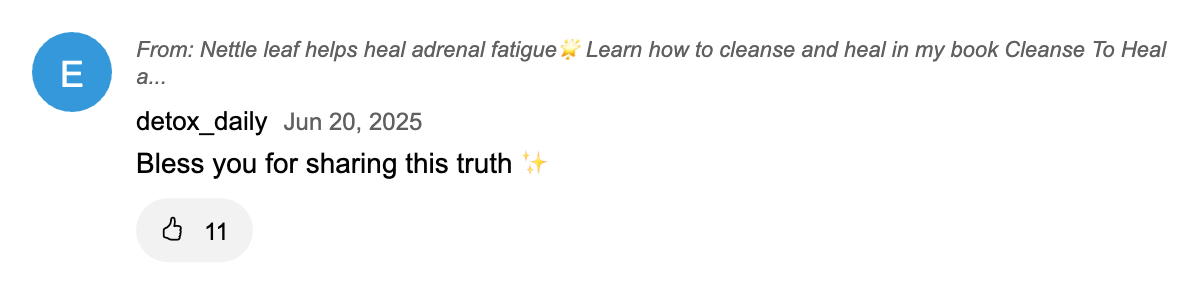 E
From: Nettle leaf helps heal adrenal fatigue🌟 Learn how to cleanse and heal in my book Cleanse To Heal
a...
detox_daily Jun 20, 2025
Bless you for sharing this truth ✨
11